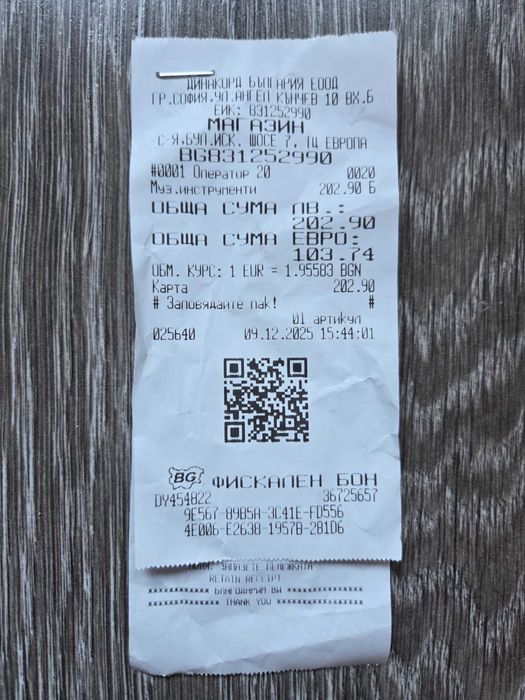 ДИНАКОРД БЪЛГАРИЯ ЕООД
ГР.СОФИЯ,УЛ.АНГЕЛ КЪНЧЕВ 10 ВХ.Б
ЕИК: 831252990
МАГАЗИН
С-Я,БУЛ.ИСК. ШОСЕ 7, ТЦ ЕВРОПА
BG831252990
#0001 Оператор 20 0020
Муз.инструменти 202.90 Б
ОБЩА СУМА ЛВ.:
202.90
ОБЩА СУМА ЕВРО:
103.74
ОБМ. КУРС: 1 EUR = 1.95583 BGN
Карта 202.90
# Заповядайте пак! #
01 артикул
025640 09.12.2025 15:44:01
BG ФИСКАЛЕН БОН
DY454822 36725657
9E567-89B5A-3C41E-FD556
4E006-E2638-1957B-281D6
МОЛЯ, ЗАПАЗЕТЕ БЕЛЕЖКАТА
RETAIN RECEIPT
БЛАГОДАРИМ ВИ
THANK YOU